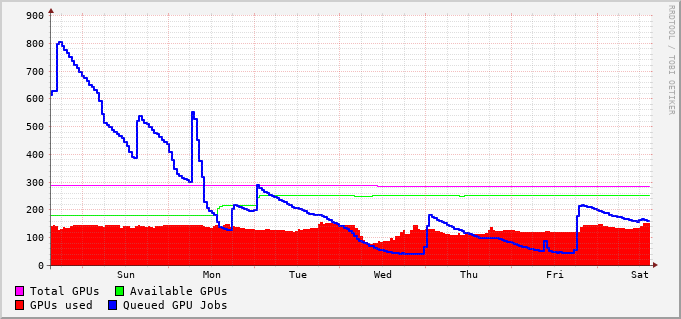 900
800
700
600
500
400
300
200
100
0
Sun Mon Tue Wed Thu Fri Sat
Total GPUs Available GPUs
GPUs used Queued GPU Jobs
RRDTOOL / TOBI OETIKER